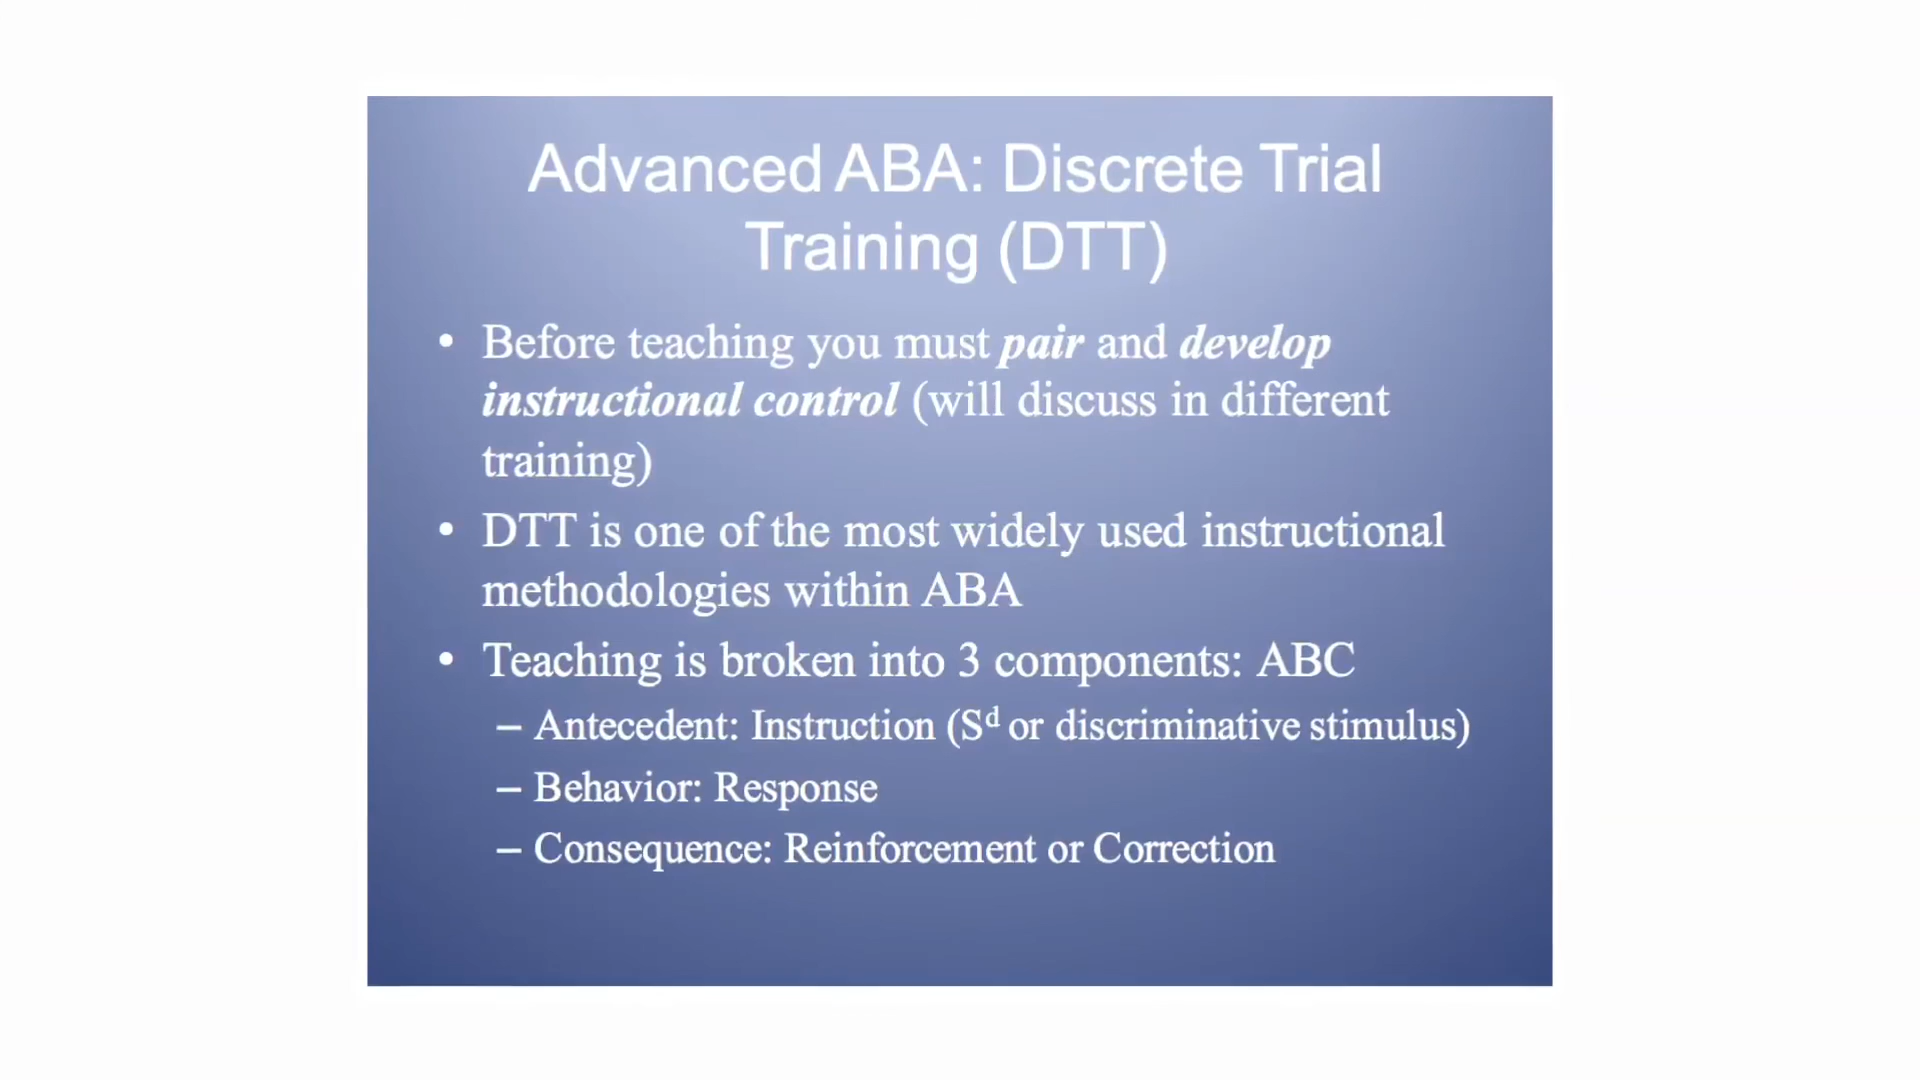 Advanced ABA: Discrete Trial
Training (DTT)
• Before teaching you must pair and develop
instructional control (will discuss in different
training)
• DTT is one of the most widely used instructional
methodologies within ABA
• Teaching is broken into 3 components: ABC
– Antecedent: Instruction (Sᵈ or discriminative stimulus)
– Behavior: Response
– Consequence: Reinforcement or Correction